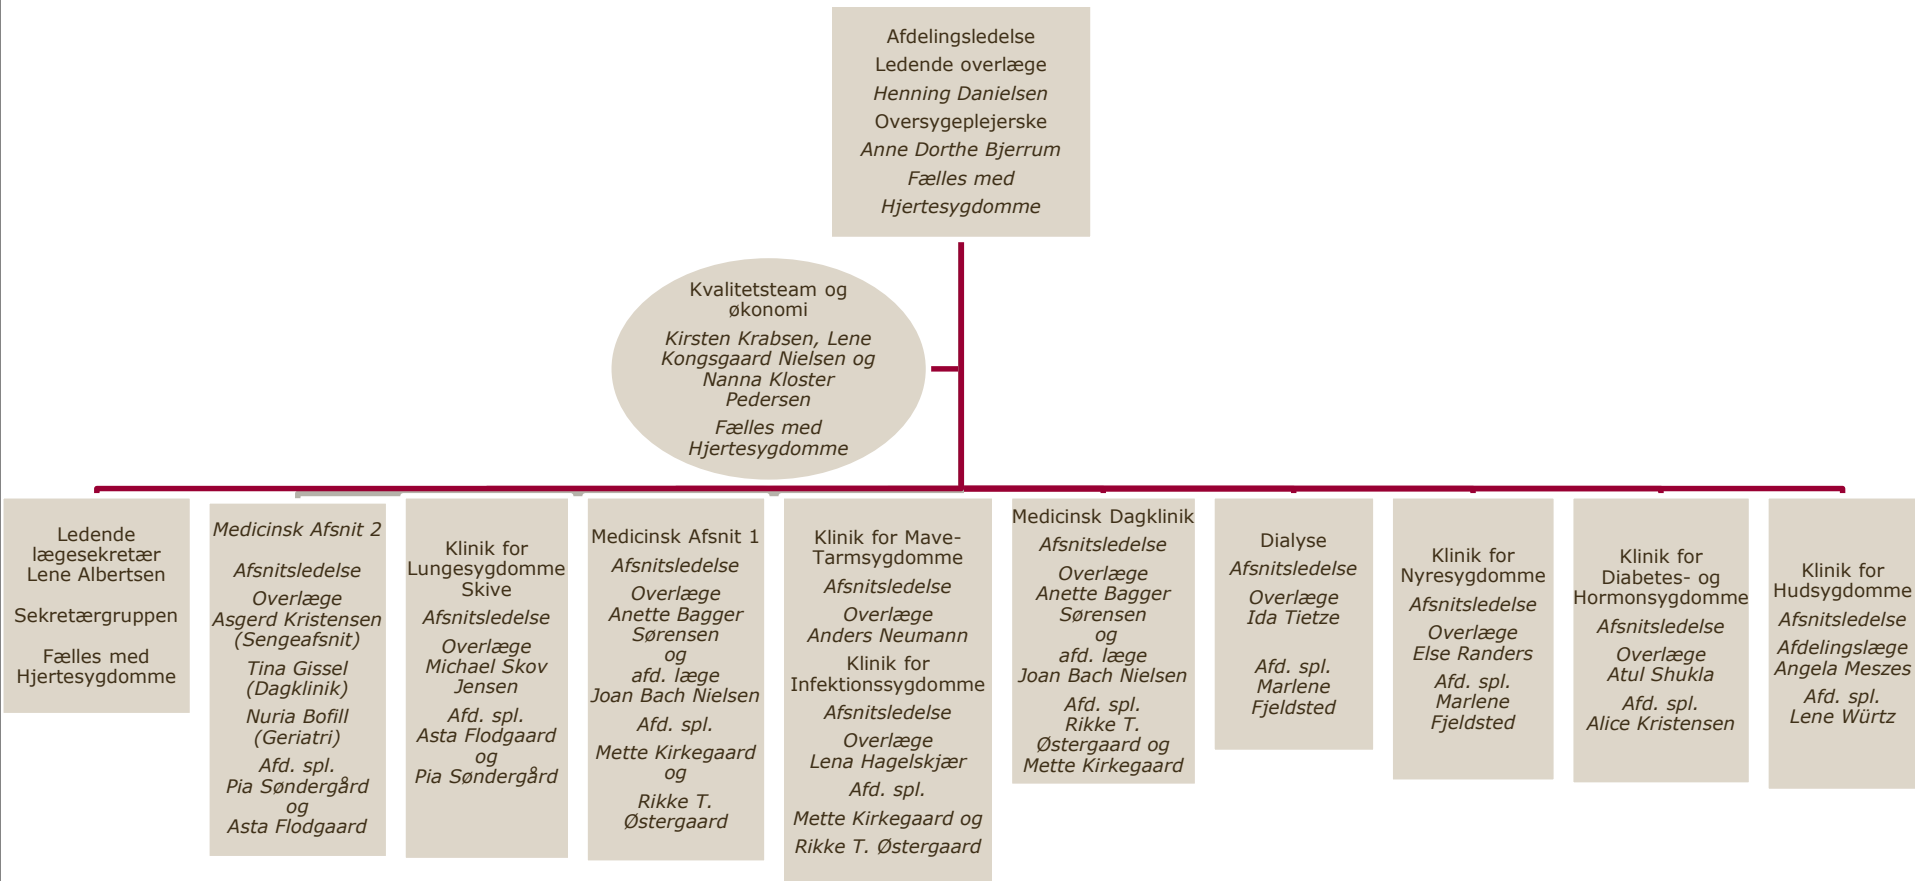 Afdelingsledelse
Ledende overlæge
Henning Danielsen
Oversygeplejerske
Anne Dorthe Bjerrum
Fælles med
Hjertesygdomme
Kvalitetsteam og
økonomi
Kirsten Krabsen, Lene
Kongsgaard Nielsen og
Nanna Kloster
Pedersen
Fælles med
Hjertesygdomme
Ledende
lægesekretær
Lene Albertsen
Sekretærgruppen
Fælles med
Hjertesygdomme
Medicinsk Afsnit 2
Afsnitsledelse
Overlæge
Asgerd Kristensen
(Sengeafsnit)
Tina Gissel
(Dagklinik)
Nuria Bofill
(Geriatri)
Afd. spl.
Pia Søndergård
og
Asta Flodgaard
Klinik for
Lungesygdomme
Skive
Afsnitsledelse
Overlæge
Michael Skov
Jensen
Afd. spl.
Asta Flodgaard
og
Pia Søndergård
Medicinsk Afsnit 1
Afsnitsledelse
Overlæge
Anette Bagger
Sørensen
og
afd. læge
Joan Bach Nielsen
Afd. spl.
Mette Kirkegaard
og
Rikke T.
Østergaard
Klinik for Mave-
Tarmsygdomme
Afsnitsledelse
Overlæge
Anders Neumann
Klinik for
Infektionssygdomme
Afsnitsledelse
Overlæge
Lena Hagelskjær
Afd. spl.
Mette Kirkegaard og
Rikke T. Østergaard
Medicinsk Dagklinik
Afsnitsledelse
Overlæge
Anette Bagger
Sørensen
og
afd. læge
Joan Bach Nielsen
Afd. spl.
Rikke T.
Østergaard og
Mette Kirkegaard
Dialyse
Afsnitsledelse
Overlæge
Ida Tietze
Afd. spl.
Marlene
Fjeldsted
Klinik for
Nyresygdomme
Afsnitsledelse
Overlæge
Else Randers
Afd. spl.
Marlene
Fjeldsted
Klinik for
Diabetes- og
Hormonsygdomme
Afsnitsledelse
Overlæge
Atul Shukla
Afd. spl.
Alice Kristensen
Klinik for
Hudsygdomme
Afsnitsledelse
Afdelingslæge
Angela Meszes
Afd. spl.
Lene Würtz